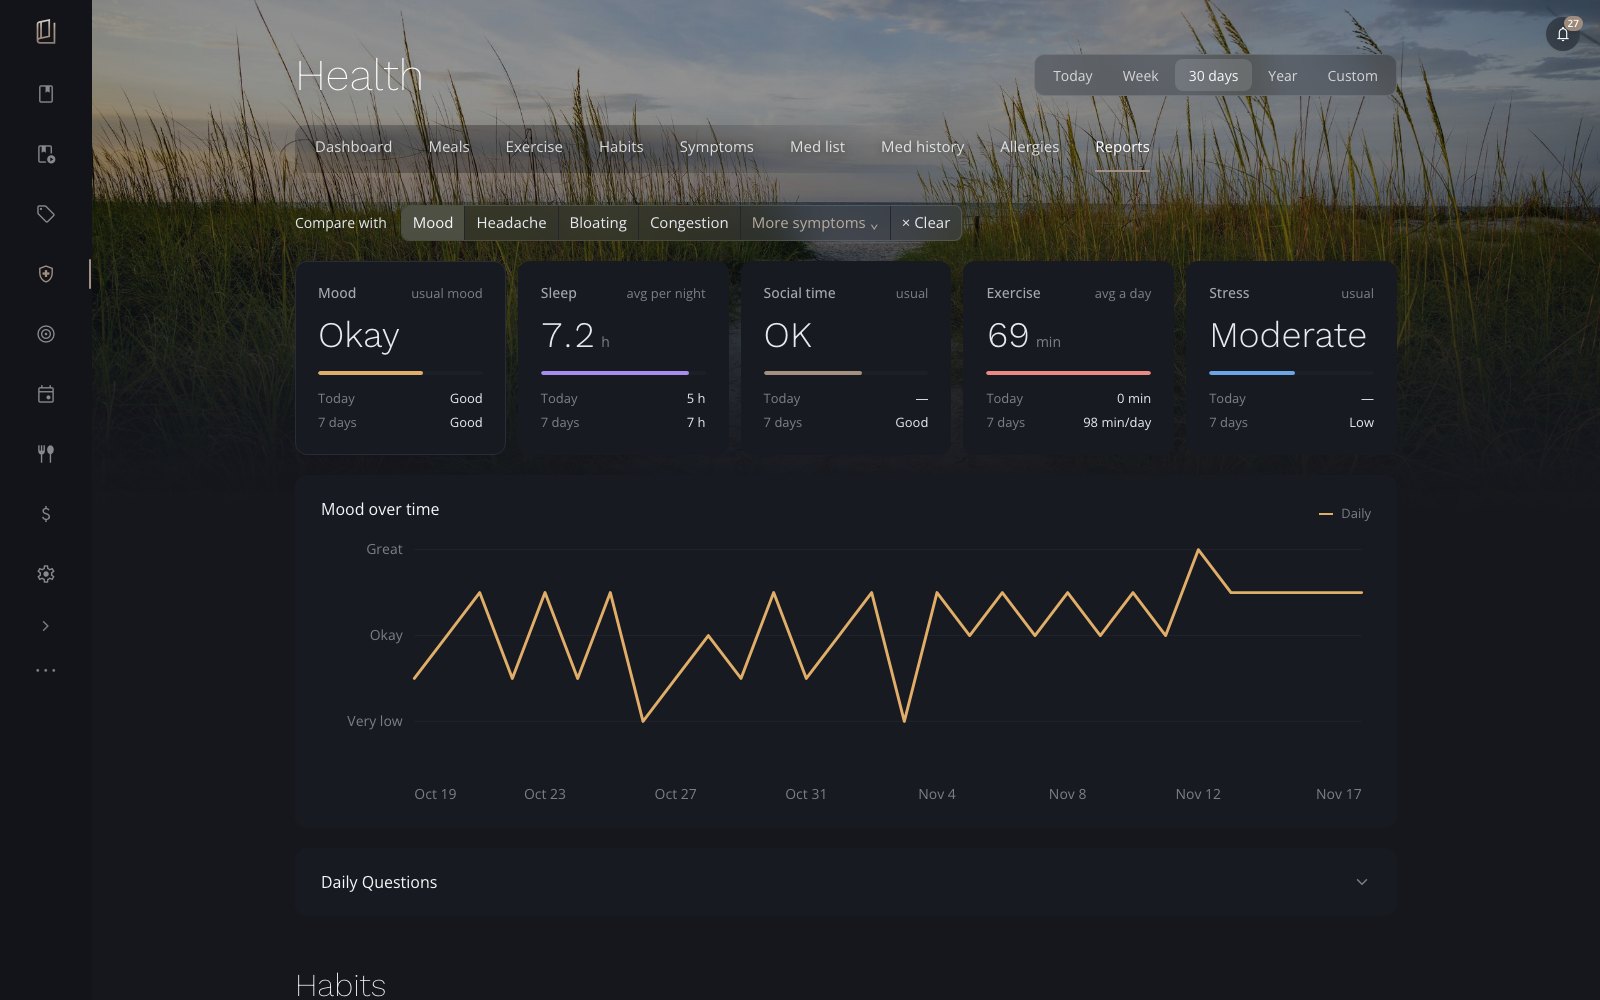 27
Health
Today Week 30 days Year Custom
Dashboard Meals Exercise Habits Symptoms Med list Med history Allergies Reports
Compare with Mood Headache Bloating Congestion More symptoms × Clear
Mood usual mood
Okay
Today Good
7 days Good
Sleep avg per night
7.2 h
Today 5 h
7 days 7 h
Social time usual
OK
Today —
7 days Good
Exercise avg a day
69 min
Today 0 min
7 days 98 min/day
Stress usual
Moderate
Today —
7 days Low
Mood over time
Daily
Great
Okay
Very low
Oct 19 Oct 23 Oct 27 Oct 31 Nov 4 Nov 8 Nov 12 Nov 17
Daily Questions
Habits